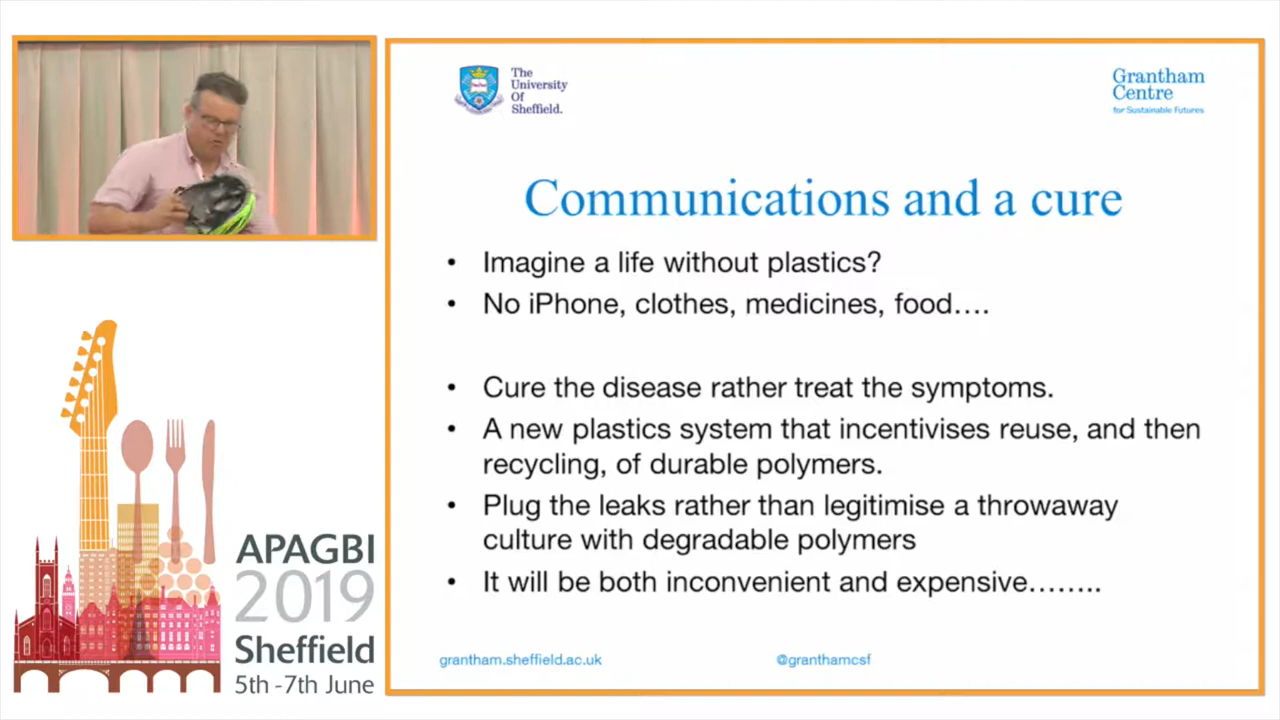 The
University
Of
Sheffield.
Grantham
Centre
for Sustainable Futures
Communications and a cure
• Imagine a life without plastics?
• No iPhone, clothes, medicines, food….
• Cure the disease rather treat the symptoms.
• A new plastics system that incentivises reuse, and then
recycling, of durable polymers.
• Plug the leaks rather than legitimise a throwaway
culture with degradable polymers
• It will be both inconvenient and expensive……..
grantham.sheffield.ac.uk
@granthamcsf
APAGBI
2019
Sheffield
5th -7th June